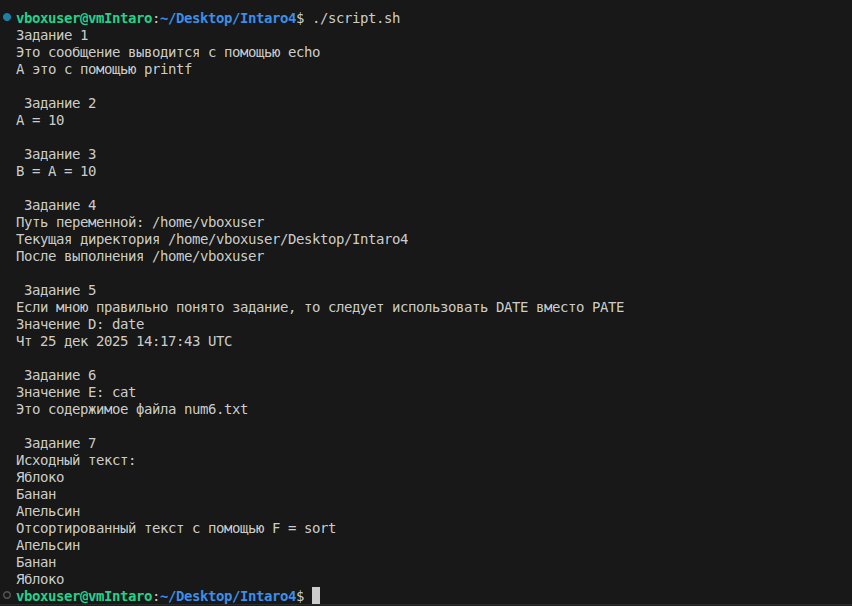 vboxuser@vmIntaro:~/Desktop/Intaro4$ ./script.sh
Задание 1
Это сообщение выводится с помощью echo
А это с помощью printf
Задание 2
A = 10
Задание 3
B = A = 10
Задание 4
Путь переменной: /home/vboxuser
Текущая директория /home/vboxuser/Desktop/Intaro4
После выполнения /home/vboxuser
Задание 5
Если мною правильно понято задание, то следует использовать DATE вместо PATE
Значение D: date
Чт 25 дек 2025 14:17:43 UTC
Задание 6
Значение E: cat
Это содержимое файла num6.txt
Задание 7
Исходный текст:
Яблоко
Банан
Апельсин
Отсортированный текст с помощью F = sort
Апельсин
Банан
Яблоко
vboxuser@vmIntaro:~/Desktop/Intaro4$